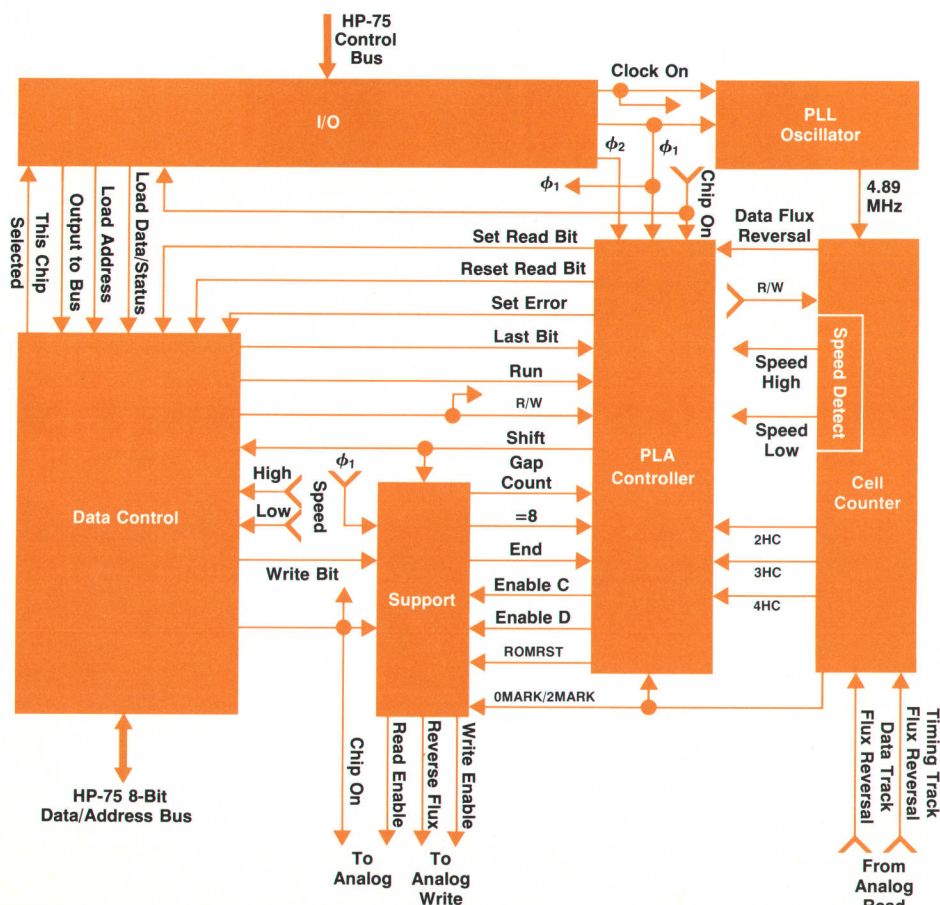 HP-75
Control
Bus
Clock On
I/O
PLL
Oscillator
ϕ2
ϕ1
ϕ1
Chip On
4.89
MHz
This Chip
Selected
Output to Bus
Load Address
Load Data/Status
Set Read Bit
Data Flux
Reversal
Reset Read Bit
R/W
Set Error
Last Bit
Speed Detect
Speed
High
Run
R/W
Speed
Low
Shift
ϕ1
Gap
Count
PLA
Controller
Cell
Counter
High
Low
Speed
Data Control
=8
2HC
End
3HC
Write Bit
Support
Enable C
4HC
Enable D
ROMRST
0MARK/2MARK
Chip On
Read Enable
Reverse Flux
Write Enable
Data Track
Flux Reversal
Timing Track
Flux Reversal
HP-75 8-Bit
Data/Address Bus
To
Analog
To
Analog
Write
From
Analog
Read